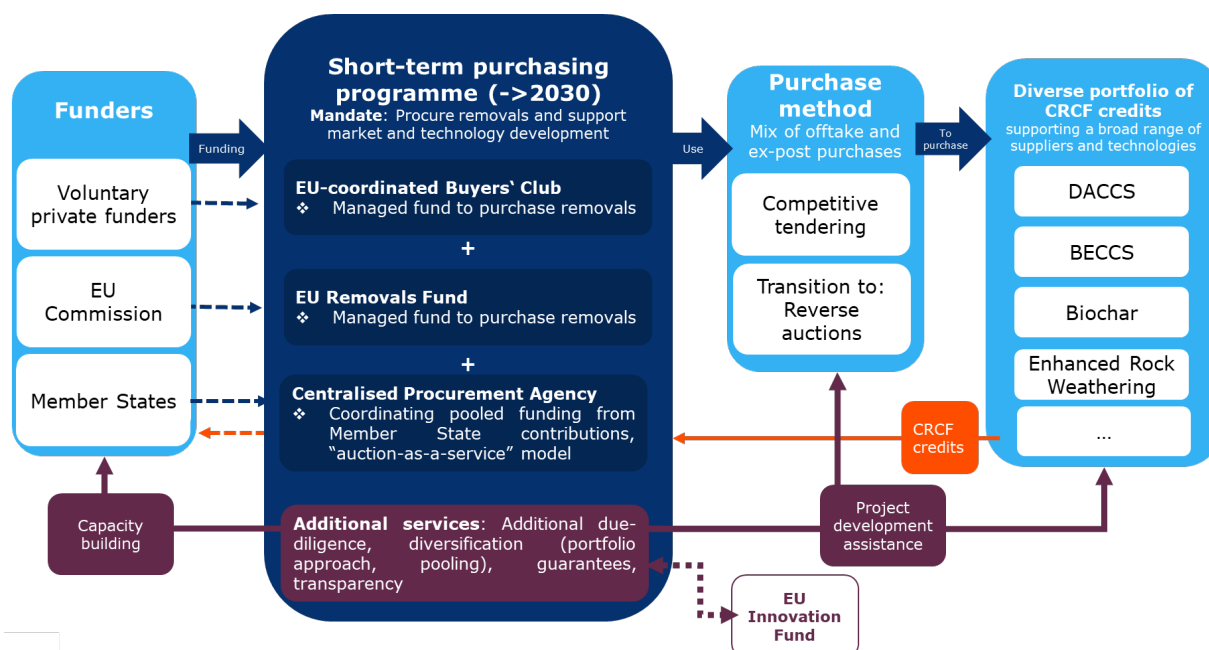 Funders
Voluntary
private funders
EU
Commission
Member States
Funding
Short-term purchasing
programme (->2030)
Mandate: Procure removals and support
market and technology development
EU-coordinated Buyers‘ Club
❖ Managed fund to purchase removals
+
EU Removals Fund
❖ Managed fund to purchase removals
+
Centralised Procurement Agency
❖ Coordinating pooled funding from
Member State contributions,
“auction-as-a-service” model
Additional services: Additional due-
diligence, diversification (portfolio
approach, pooling), guarantees,
transparency
Use
Purchase
method
Mix of offtake and
ex-post purchases
Competitive
tendering
Transition to:
Reverse
auctions
To
purchase
Diverse portfolio of
CRCF credits
supporting a broad range of
suppliers and technologies
DACCS
BECCS
Biochar
Enhanced Rock
Weathering
...
CRCF
credits
Capacity
building
Project
development
assistance
EU
Innovation
Fund